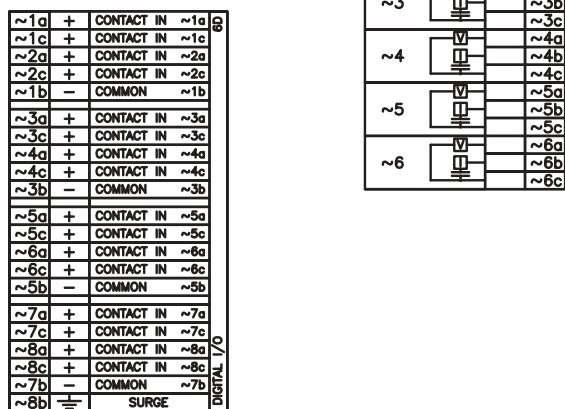 ~1a + CONTACT IN ~1a
~1c + CONTACT IN ~1c
~2a + CONTACT IN ~2a
~2c + CONTACT IN ~2c
~1b − COMMON ~1b
~3a + CONTACT IN ~3a
~3c + CONTACT IN ~3c
~4a + CONTACT IN ~4a
~4c + CONTACT IN ~4c
~3b − COMMON ~3b
~5a + CONTACT IN ~5a
~5c + CONTACT IN ~5c
~6a + CONTACT IN ~6a
~6c + CONTACT IN ~6c
~5b − COMMON ~5b
~7a + CONTACT IN ~7a
~7c + CONTACT IN ~7c
~8a + CONTACT IN ~8a
~8c + CONTACT IN ~8c
~7b − COMMON ~7b
~8b SURGE
6D
DIGITAL I/O
~3
~3b
~3c
~4
V
I
~4a
~4b
~4c
~5
V
I
~5a
~5b
~5c
~6
V
I
~6a
~6b
~6c